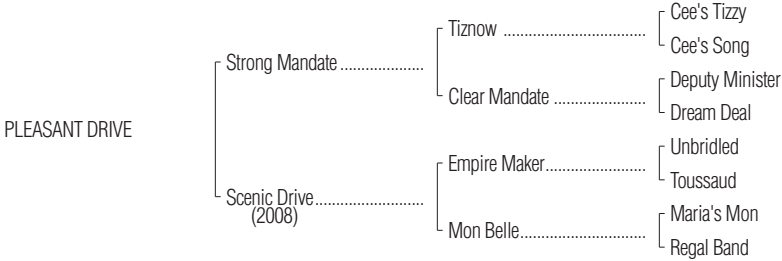 Cee's Tizzy
Tiznow ..................................
Cee's Song
Strong Mandate ....................
Deputy Minister
Clear Mandate ......................
Dream Deal
PLEASANT DRIVE
Unbridled
Empire Maker........................
Toussaud
Scenic Drive..........................
(2008)
Maria's Mon
Mon Belle..............................
Regal Band